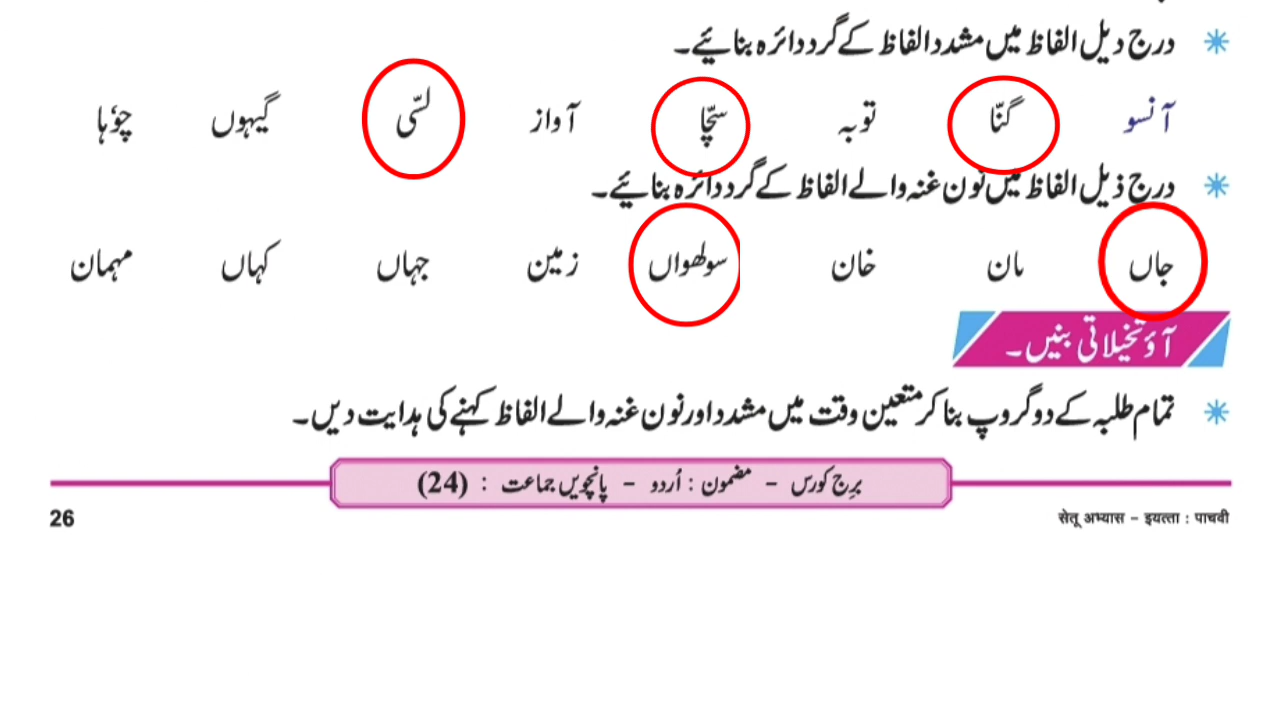 درج دیل الفاظ میں مشدد الفاظ کے گرد دائرہ بنائیے۔
آنسو گنّا توبہ سچّا آواز لسّی گیہوں چوٗہا
درج ذیل الفاظ میں نون غنہ والے الفاظ کے گرد دائرہ بنائیے۔
جاں مان خان سولھواں زمین جہاں کہاں مہمان
آؤ تخیلاتی بنیں۔
تمام طلبہ کے دو گروپ بنا کر متعین وقت میں مشدد اور نون غنہ والے الفاظ کہنے کی ہدایت دیں۔
برِج کورس - مضمون : اُردو - پانچویں جماعت : (24)
26 सेतू अभ्यास - इयत्ता : पाचवी